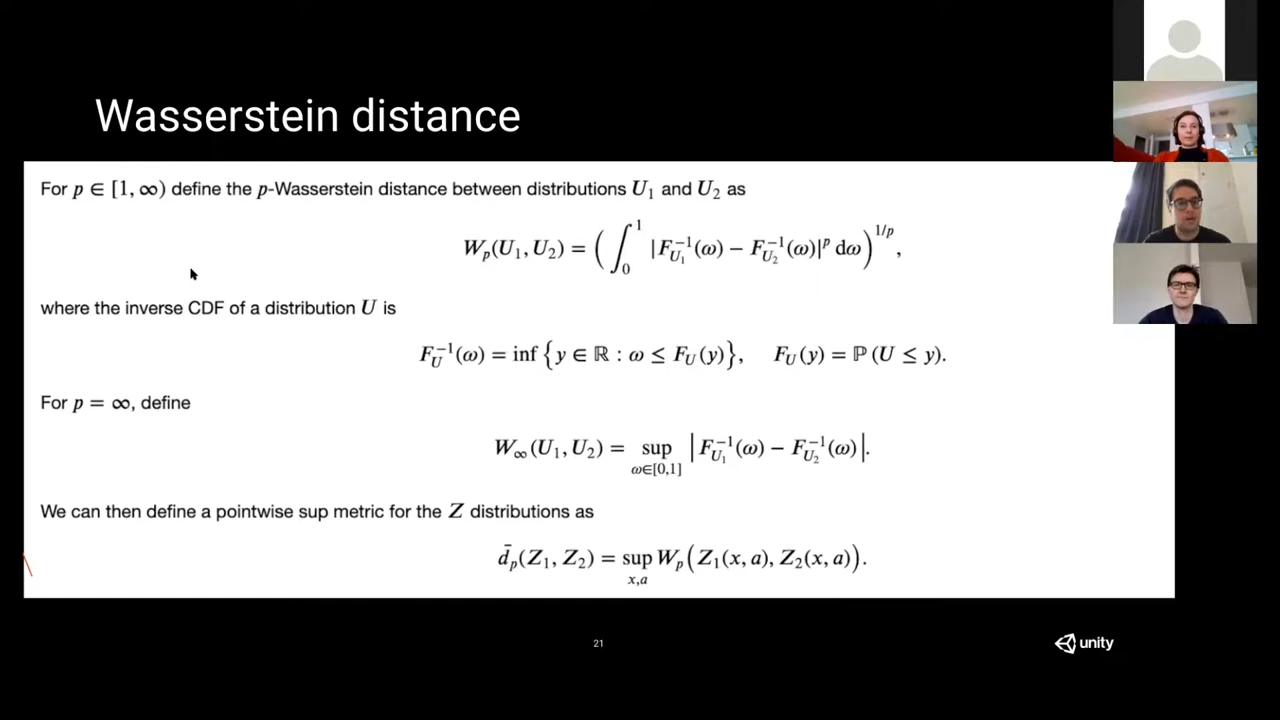 Wasserstein distance
For p ∈ [1, ∞) define the p-Wasserstein distance between distributions U₁ and U₂ as
W_p(U₁, U₂) = ( ∫₀¹ |F_{U₁}^{-1}(ω) − F_{U₂}^{-1}(ω)|^p dω )^{1/p},
where the inverse CDF of a distribution U is
F_U^{-1}(ω) = inf {y ∈ ℝ : ω ≤ F_U(y)}, F_U(y) = ℙ (U ≤ y).
For p = ∞, define
W_∞(U₁, U₂) = sup_{ω∈[0,1]} |F_{U₁}^{-1}(ω) − F_{U₂}^{-1}(ω)|.
We can then define a pointwise sup metric for the Z distributions as
d̄_p(Z₁, Z₂) = sup_{x,a} W_p(Z₁(x, a), Z₂(x, a)).
21
unity